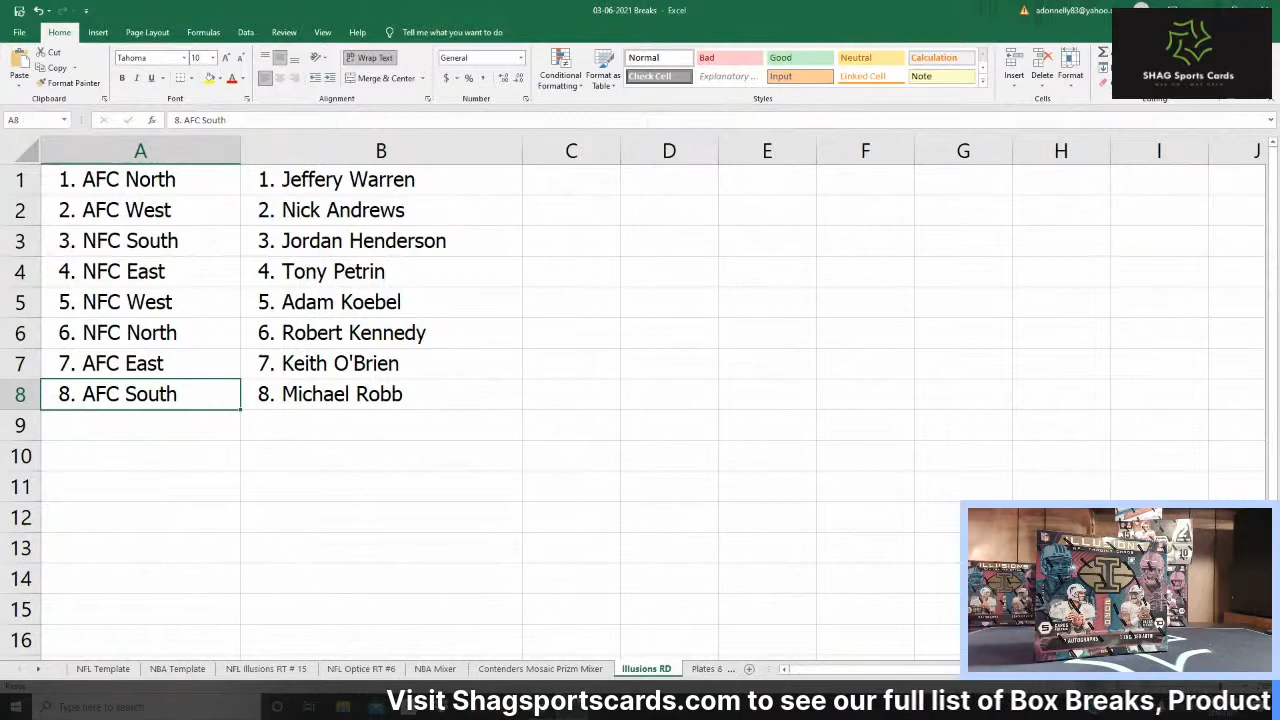 03-06-2021 Breaks - Excel
adonnelly83@yahoo.c
File Home Insert Page Layout Formulas Data Review View Help Tell me what you want to do
SHAG Sports Cards
Paste
Cut
Copy
Format Painter
Clipboard
Tahoma 10
B I U
Font
Wrap Text
Merge & Center
Alignment
General
$ % ,
Number
Conditional Formatting
Format as Table
Normal Bad Good Neutral Calculation
Check Cell Explanatory ... Input Linked Cell Note
Styles
Insert Delete Format
Cells
Editing
A8 fx 8. AFC South
A B C D E F G H I J
1 1. AFC North 1. Jeffery Warren
2 2. AFC West 2. Nick Andrews
3 3. NFC South 3. Jordan Henderson
4 4. NFC East 4. Tony Petrin
5 5. NFC West 5. Adam Koebel
6 6. NFC North 6. Robert Kennedy
7 7. AFC East 7. Keith O'Brien
8 8. AFC South 8. Michael Robb
9
10
11
12
13
14
15
16
ILLUSIONS
NFL Template NBA Template NFL Illusions RT # 15 NFL Optice RT #6 NBA Mixer Contenders Mosaic Prizm Mixer Illusions RD Plates 8 ...
Ready
Type here to search
Visit Shagsportscards.com to see our full list of Box Breaks, Product